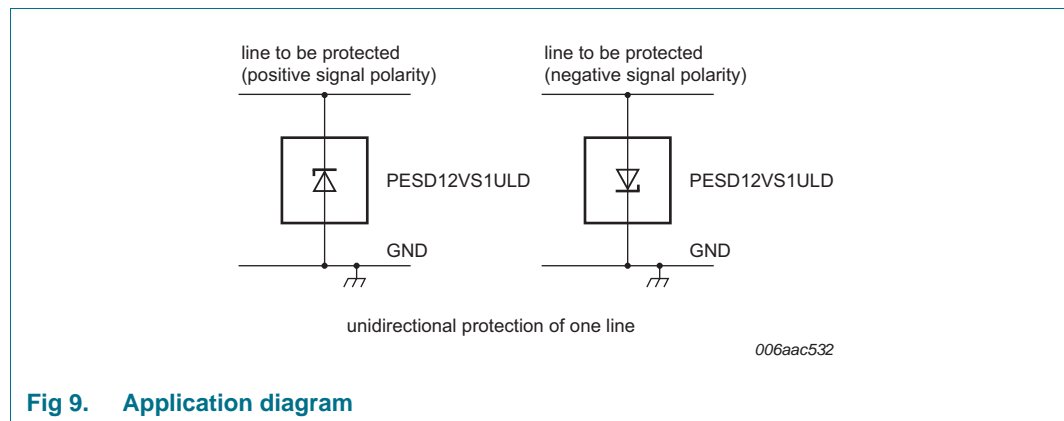 line to be protected
(positive signal polarity)
line to be protected
(negative signal polarity)
PESD12VS1ULD
PESD12VS1ULD
GND
GND
unidirectional protection of one line
006aac532
Fig 9. Application diagram